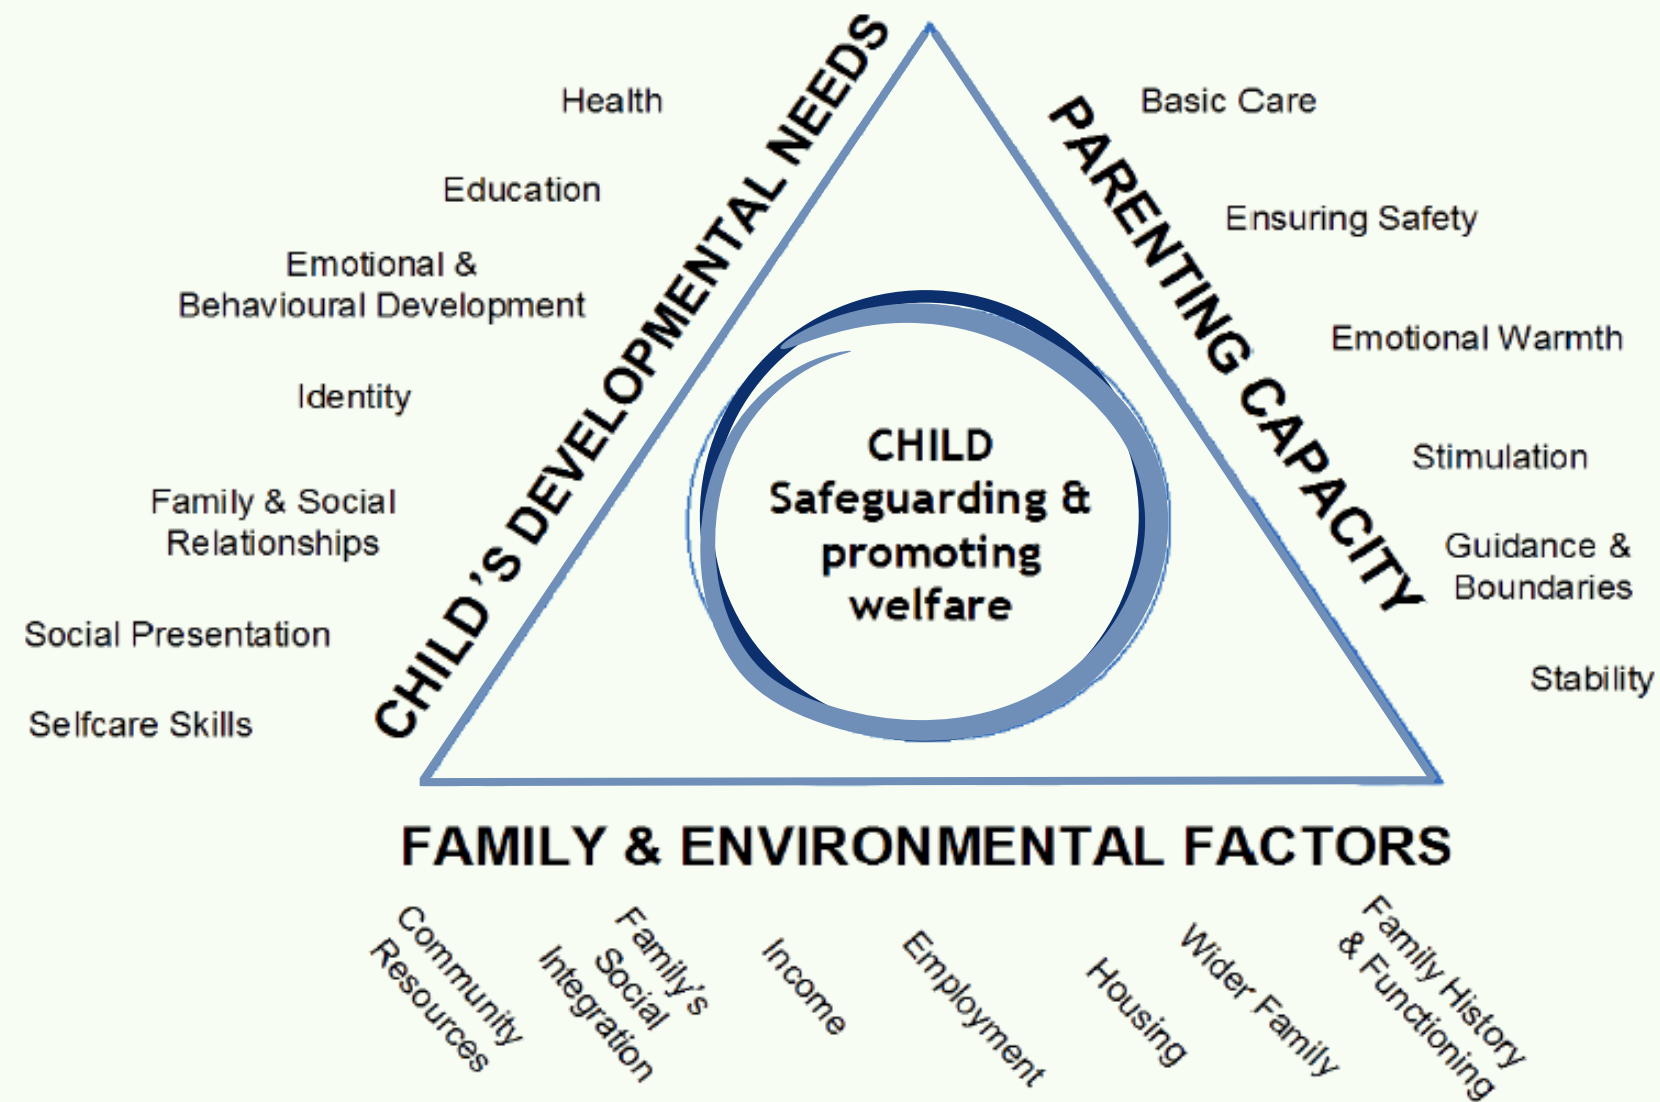 CHILD'S DEVELOPMENTAL NEEDS
Health
Education
Emotional &
Behavioural Development
Identity
Family & Social
Relationships
Social Presentation
Selfcare Skills
PARENTING CAPACITY
Basic Care
Ensuring Safety
Emotional Warmth
Stimulation
Guidance &
Boundaries
Stability
CHILD
Safeguarding &
promoting
welfare
FAMILY & ENVIRONMENTAL FACTORS
Community
Resources
Family's
Social
Integration
Income
Employment
Housing
Wider Family
Family History
& Functioning